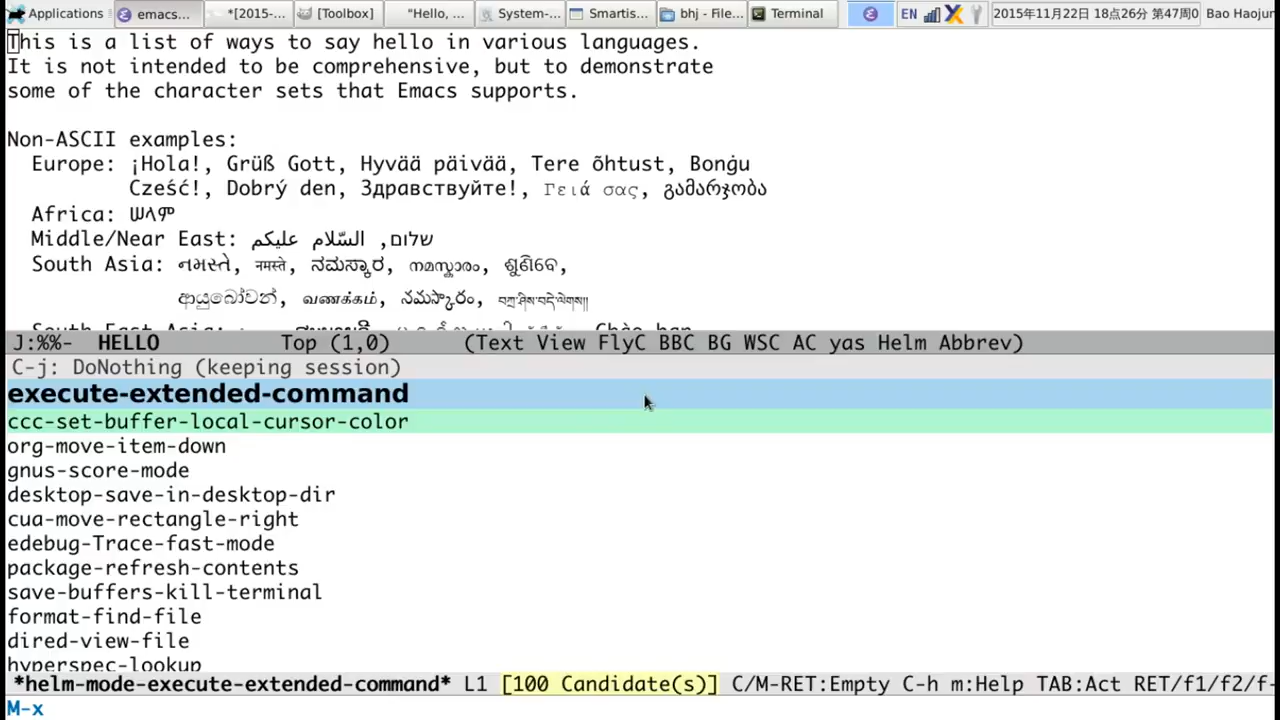 Applications emacs... *[2015-... [Toolbox] "Hello, ... System-... Smartis... bhj - File... Terminal EN 2015年11月22日 18点26分 第47周0 Bao Haojun
This is a list of ways to say hello in various languages.
It is not intended to be comprehensive, but to demonstrate
some of the character sets that Emacs supports.
Non-ASCII examples:
Europe: ¡Hola!, Grüß Gott, Hyvää päivää, Tere õhtust, Bonġu
Cześć!, Dobrý den, Здравствуйте!, Γειά σας, გამარჯობა
Africa: ሠላም
Middle/Near East: שלום, السّلام عليكم
South Asia: નમસ્તે, नमस्ते, ನಮಸ್ಕಾರ, നമസ്കാരം, ଶୁଣିବେ,
ආයුබෝවන්, வணக்கம், నమస్కారం, བཀྲ་ཤིས་བདེ་ལེགས༎
South East Asia: Chào bạn
J:%%- HELLO Top (1,0) (Text View FlyC BBC BG WSC AC yas Helm Abbrev)
C-j: DoNothing (keeping session)
execute-extended-command
ccc-set-buffer-local-cursor-color
org-move-item-down
gnus-score-mode
desktop-save-in-desktop-dir
cua-move-rectangle-right
edebug-Trace-fast-mode
package-refresh-contents
save-buffers-kill-terminal
format-find-file
dired-view-file
hyperspec-lookup
*helm-mode-execute-extended-command* L1 [100 Candidate(s)] C/M-RET:Empty C-h m:Help TAB:Act RET/f1/f2/f-
M-x